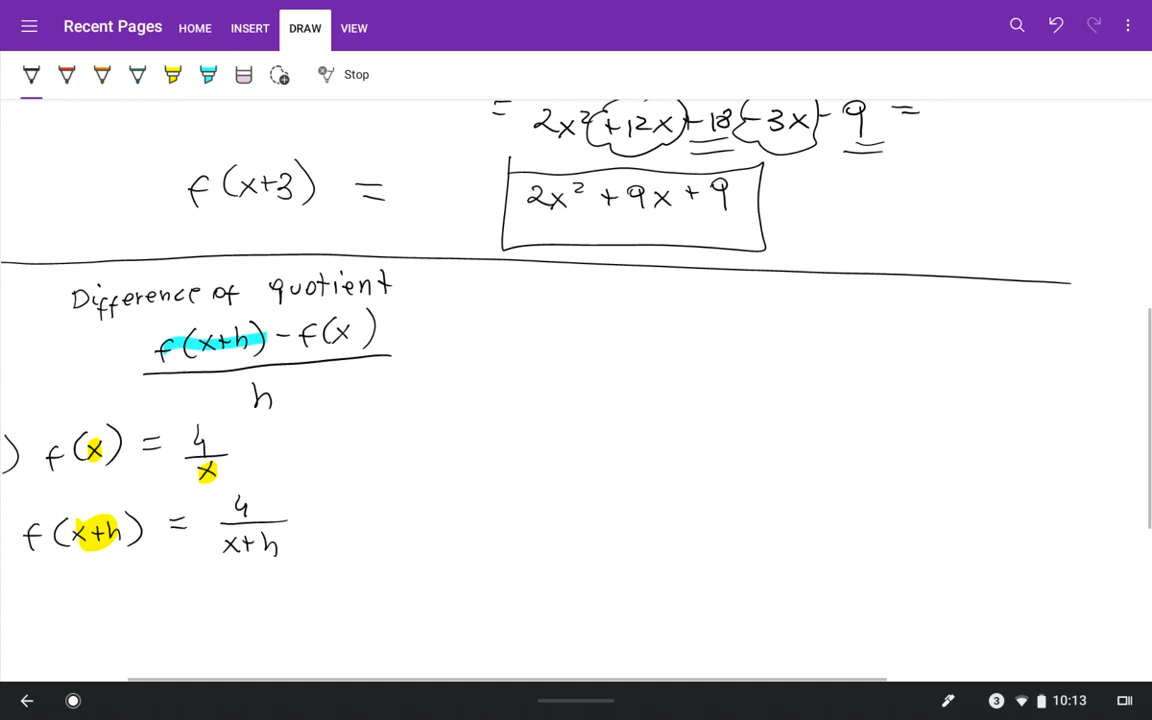 Recent Pages HOME INSERT DRAW VIEW
Stop
= 2x² (+12x) +18 (-3x) - 9 =
f(x+3) = 2x² + 9x + 9
Difference of quotient
f(x+h) - f(x)
h
) f(x) = 4
x
f(x+h) = 4
x+h
3 10:13